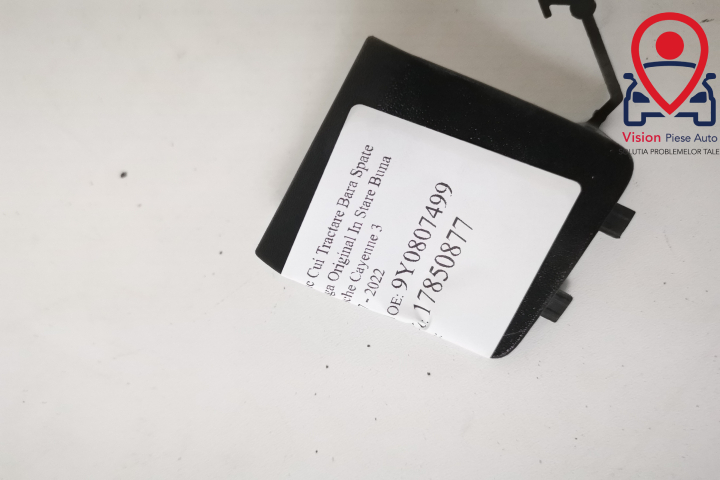 Cui Tractare Bara Spate
Original In Stare Buna
Cayenne 3
- 2022
OE: 9Y0807499
17850877
Vision Piese Auto
SOLUTIA PROBLEMELOR TALE